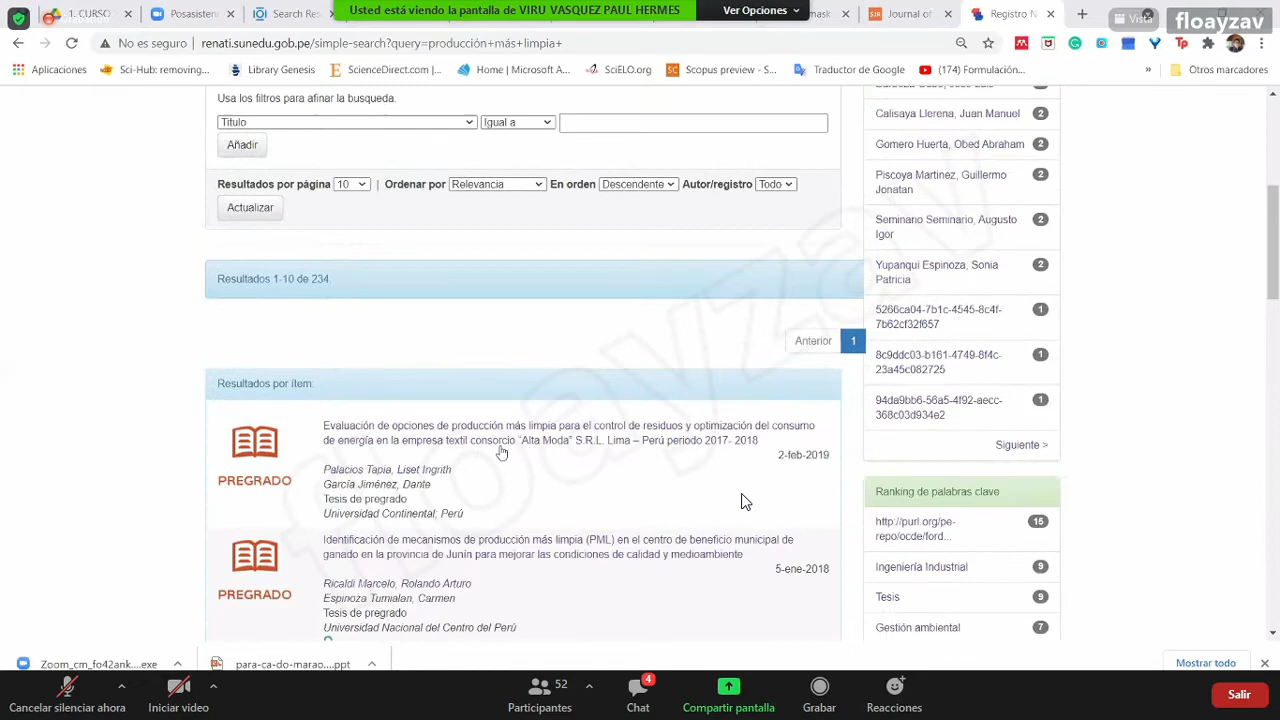 Usted está viendo la pantalla de VIRU VASQUEZ PAUL HERMES
Ver Opciones
1.-CURSO
Search Re
Journal of
Registro N
Vista
floayzav
No es seguro
renati.sunedu.gob.pe/simple-search?query=producción+más+limpia+
Aplicaciones
Sci-Hub: removing...
Library Genesis
ScienceDirect.com |...
Home | Microsoft A...
SciELO.org
Scopus preview - S...
Traductor de Google
(174) Formulación...
»
Otros marcadores
Usa los filtros para afinar la busqueda.
Título
Igual a
Añadir
Resultados por página 10 | Ordenar por Relevancia En orden Descendente Autor/registro Todo
Actualizar
Resultados 1-10 de 234
Anterior 1
Resultados por ítem:
Evaluación de opciones de producción más limpia para el control de residuos y optimización del consumo
de energía en la empresa textil consorcio “Alta Moda” S.R.L. Lima – Perú periodo 2017- 2018
2-feb-2019
PREGRADO
Palacios Tapia, Liset Ingrith
García Jiménez, Dante
Tesis de pregrado
Universidad Continental, Perú
Identificación de mecanismos de producción más limpia (PML) en el centro de beneficio municipal de
ganado en la provincia de Junín para mejorar las condiciones de calidad y medioambiente
5-ene-2018
PREGRADO
Ricaldi Marcelo, Rolando Arturo
Espinoza Tumialan, Carmen
Tesis de pregrado
Universidad Nacional del Centro del Perú
Calisaya Llerena, Juan Manuel 2
Gomero Huerta, Obed Abraham 2
Piscoya Martinez, Guillermo 2
Jonatan
Seminario Seminario, Augusto 2
Igor
Yupanqui Espinoza, Sonia 2
Patricia
5266ca04-7b1c-4545-8c4f- 1
7b62cf32f657
8c9ddc03-b161-4749-8f4c- 1
23a45c082725
94da9bb6-56a5-4f92-aecc- 1
368c03d934e2
Siguiente >
Ranking de palabras clave
http://purl.org/pe- 15
repo/ocde/ford...
Ingeniería Industrial 9
Tesis 9
Gestión ambiental 7
floayzav
Zoom_cm_fo42ank....exe
para-ca-do-marao....ppt
Mostrar todo
52
4
Cancelar silenciar ahora
Iniciar video
Participantes
Chat
Compartir pantalla
Grabar
Reacciones
Salir